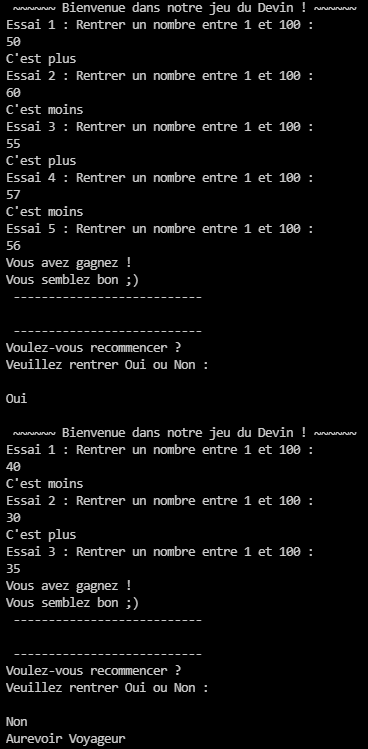 ~~~~~~ Bienvenue dans notre jeu du Devin ! ~~~~~~
Essai 1 : Rentrer un nombre entre 1 et 100 :
50
C'est plus
Essai 2 : Rentrer un nombre entre 1 et 100 :
60
C'est moins
Essai 3 : Rentrer un nombre entre 1 et 100 :
55
C'est plus
Essai 4 : Rentrer un nombre entre 1 et 100 :
57
C'est moins
Essai 5 : Rentrer un nombre entre 1 et 100 :
56
Vous avez gagnez !
Vous semblez bon ;)
---------------------------
---------------------------
Voulez-vous recommencer ?
Veuillez rentrer Oui ou Non :
Oui
~~~~~~ Bienvenue dans notre jeu du Devin ! ~~~~~~
Essai 1 : Rentrer un nombre entre 1 et 100 :
40
C'est moins
Essai 2 : Rentrer un nombre entre 1 et 100 :
30
C'est plus
Essai 3 : Rentrer un nombre entre 1 et 100 :
35
Vous avez gagnez !
Vous semblez bon ;)
---------------------------
---------------------------
Voulez-vous recommencer ?
Veuillez rentrer Oui ou Non :
Non
Aurevoir Voyageur